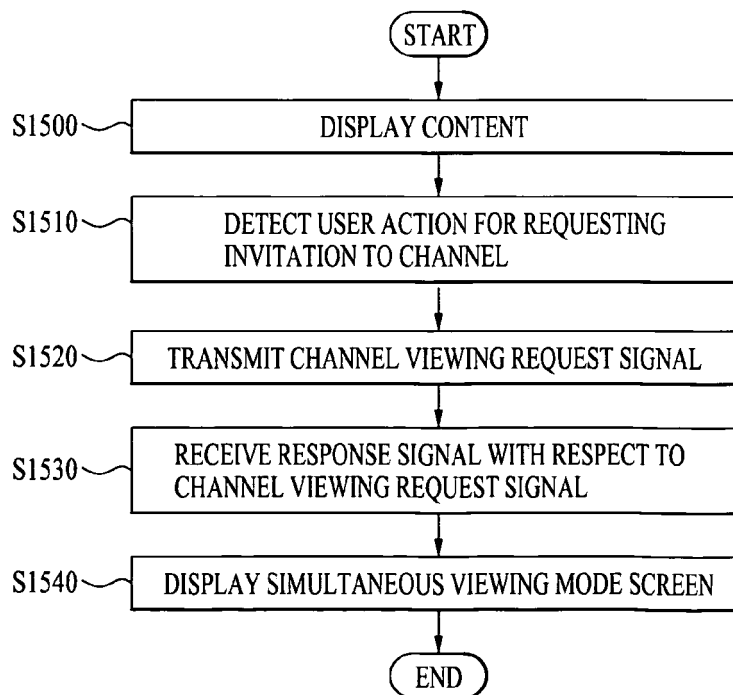 START
S1500
DISPLAY CONTENT
S1510
DETECT USER ACTION FOR REQUESTING
INVITATION TO CHANNEL
S1520
TRANSMIT CHANNEL VIEWING REQUEST SIGNAL
S1530
RECEIVE RESPONSE SIGNAL WITH RESPECT TO
CHANNEL VIEWING REQUEST SIGNAL
S1540
DISPLAY SIMULTANEOUS VIEWING MODE SCREEN
END